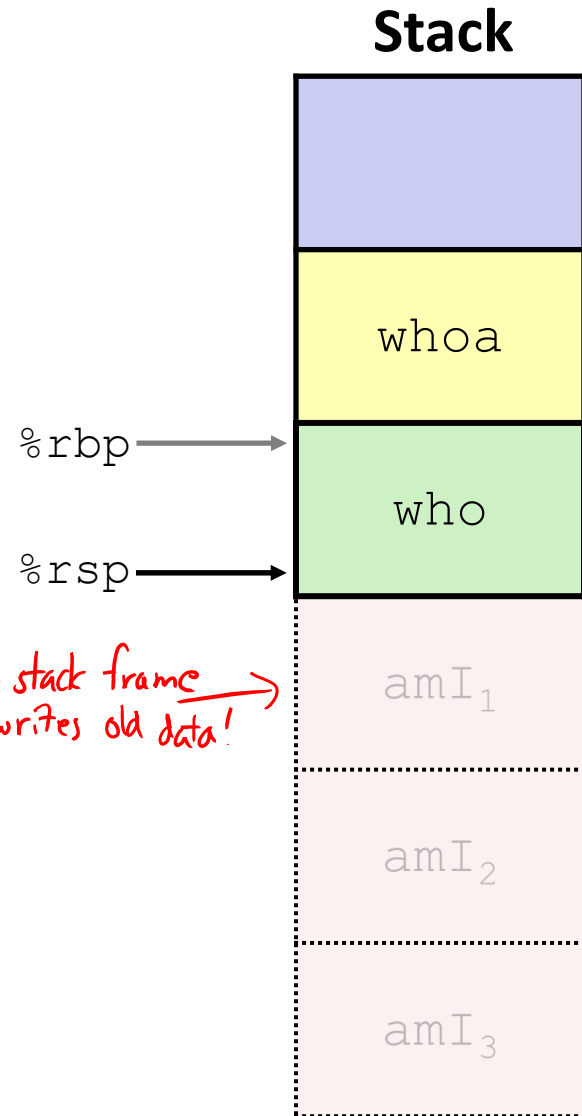 Stack
whoa
%rbp
who
%rsp
stack frame
writes old data!
amI₁
amI₂
amI₃